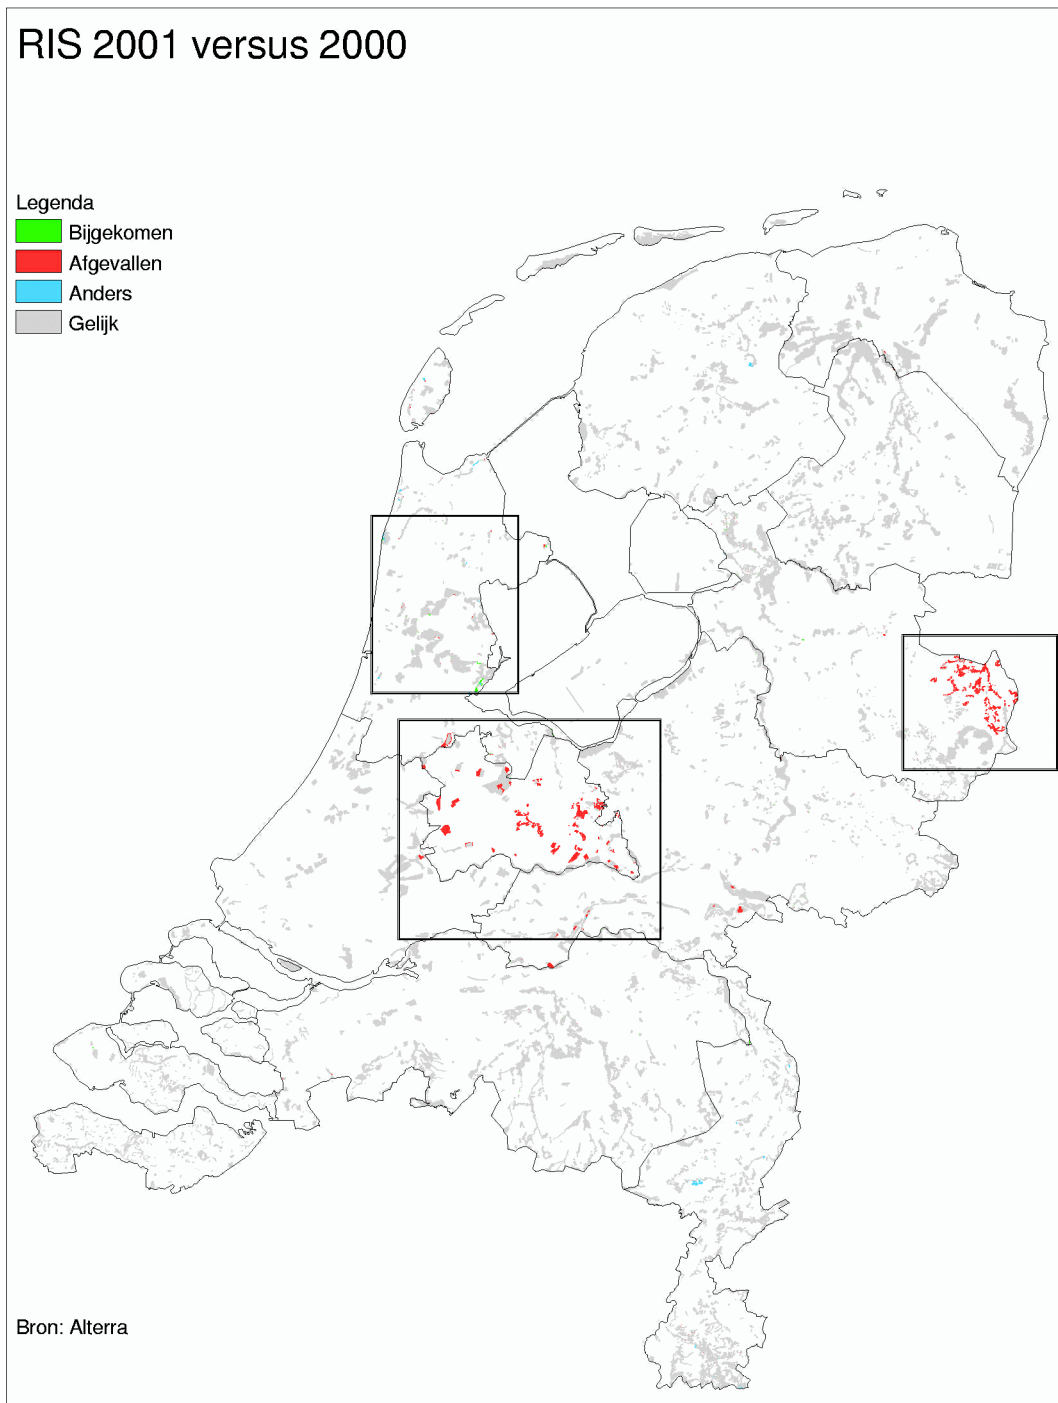 RIS 2001 versus 2000
Legenda
Bijgekomen
Afgevallen
Anders
Gelijk
Bron: Alterra